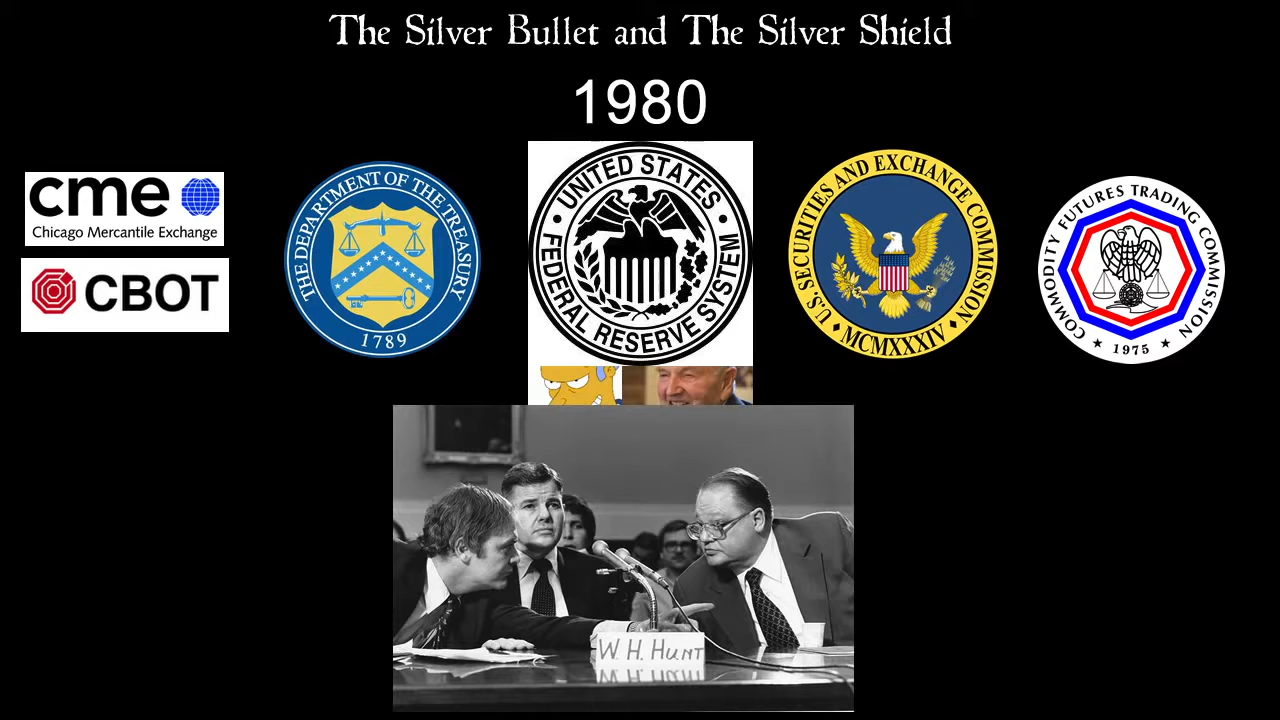 The Silver Bullet and The Silver Shield
1980
cme
Chicago Mercantile Exchange
CBOT
THE DEPARTMENT OF THE TREASURY
1789
UNITED STATES
FEDERAL RESERVE SYSTEM
U.S. SECURITIES AND EXCHANGE COMMISSION
MCMXXXIV
COMMODITY FUTURES TRADING COMMISSION
1975
W. H. HUNT